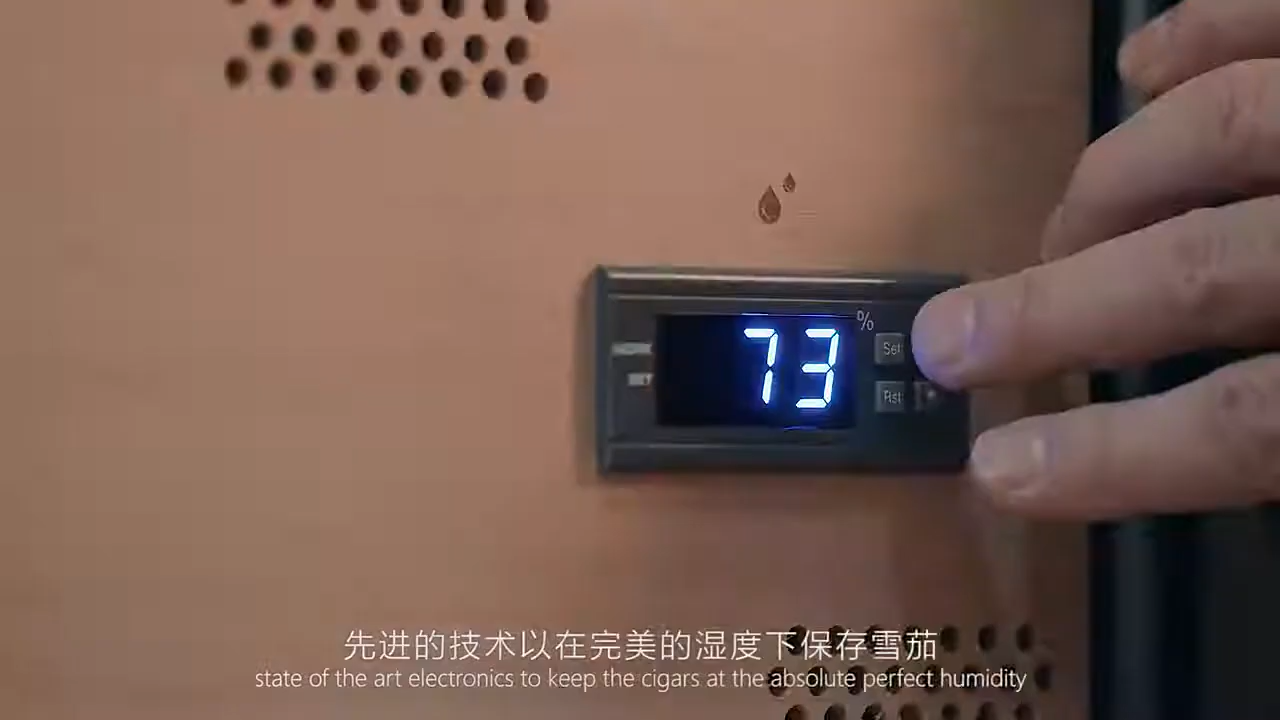 %
73
Set
Rst
先进的技术以在完美的湿度下保存雪茄
state of the art electronics to keep the cigars at the absolute perfect humidity